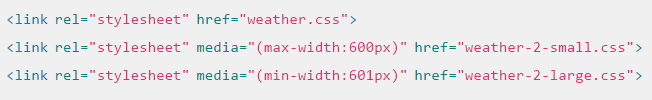 <link rel="stylesheet" href="weather.css">
<link rel="stylesheet" media="(max-width:600px)" href="weather-2-small.css">
<link rel="stylesheet" media="(min-width:601px)" href="weather-2-large.css">